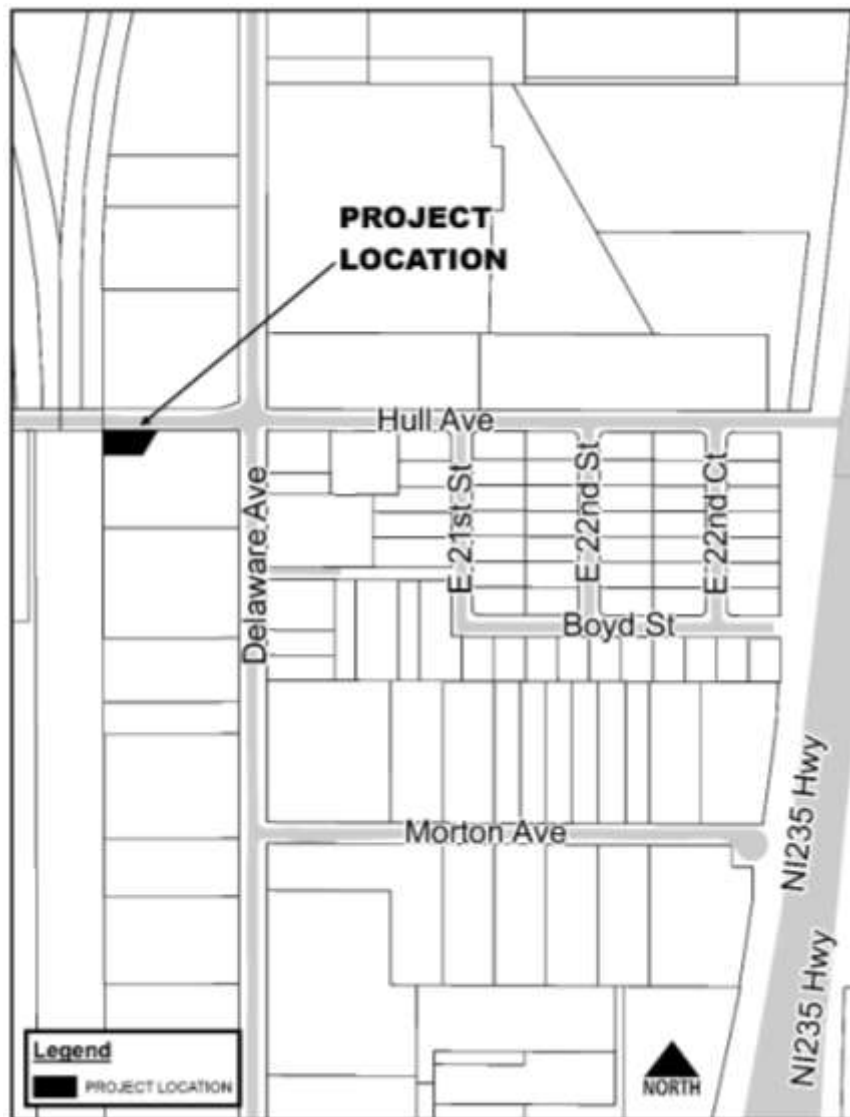 PROJECT
LOCATION
Hull Ave
Delaware Ave
E 21st St
E 22nd St
E 22nd Ct
Boyd St
Morton Ave
NI235 Hwy
NI235 Hwy
Legend
PROJECT LOCATION
NORTH